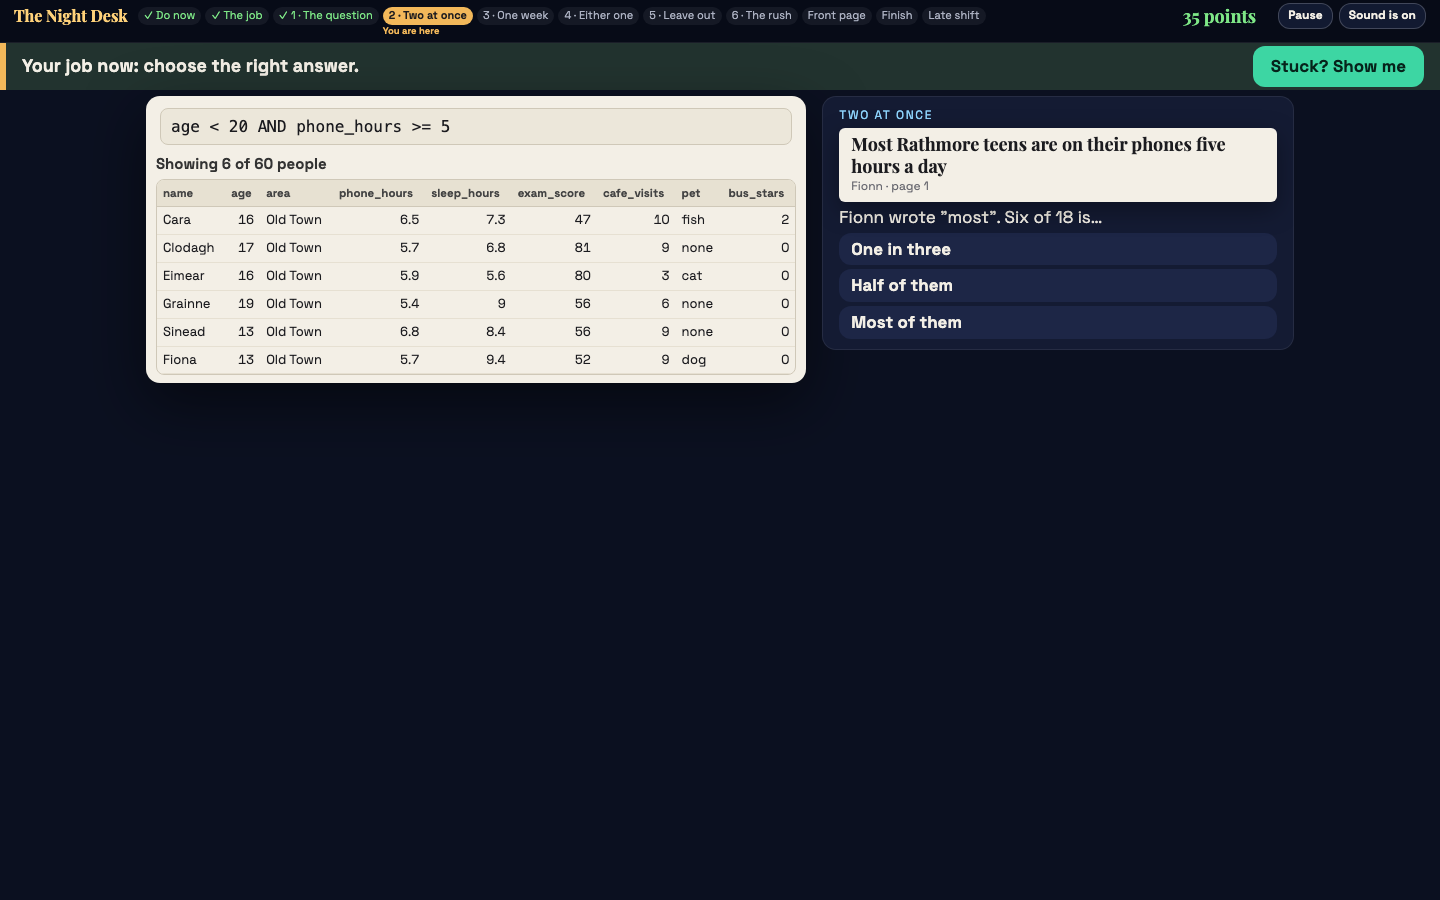 The Night Desk ✓ Do now ✓ The job ✓ 1 · The question 2 · Two at once 3 · One week 4 · Either one 5 · Leave out 6 · The rush Front page Finish Late shift 35 points Pause Sound is on
You are here
Your job now: choose the right answer. Stuck? Show me
age < 20 AND phone_hours >= 5
Showing 6 of 60 people
name age area phone_hours sleep_hours exam_score cafe_visits pet bus_stars
Cara 16 Old Town 6.5 7.3 47 10 fish 2
Clodagh 17 Old Town 5.7 6.8 81 9 none 0
Eimear 16 Old Town 5.9 5.6 80 3 cat 0
Grainne 19 Old Town 5.4 9 56 6 none 0
Sinead 13 Old Town 6.8 8.4 56 9 none 0
Fiona 13 Old Town 5.7 9.4 52 9 dog 0
TWO AT ONCE
Most Rathmore teens are on their phones five
hours a day
Fionn · page 1
Fionn wrote "most". Six of 18 is…
One in three
Half of them
Most of them